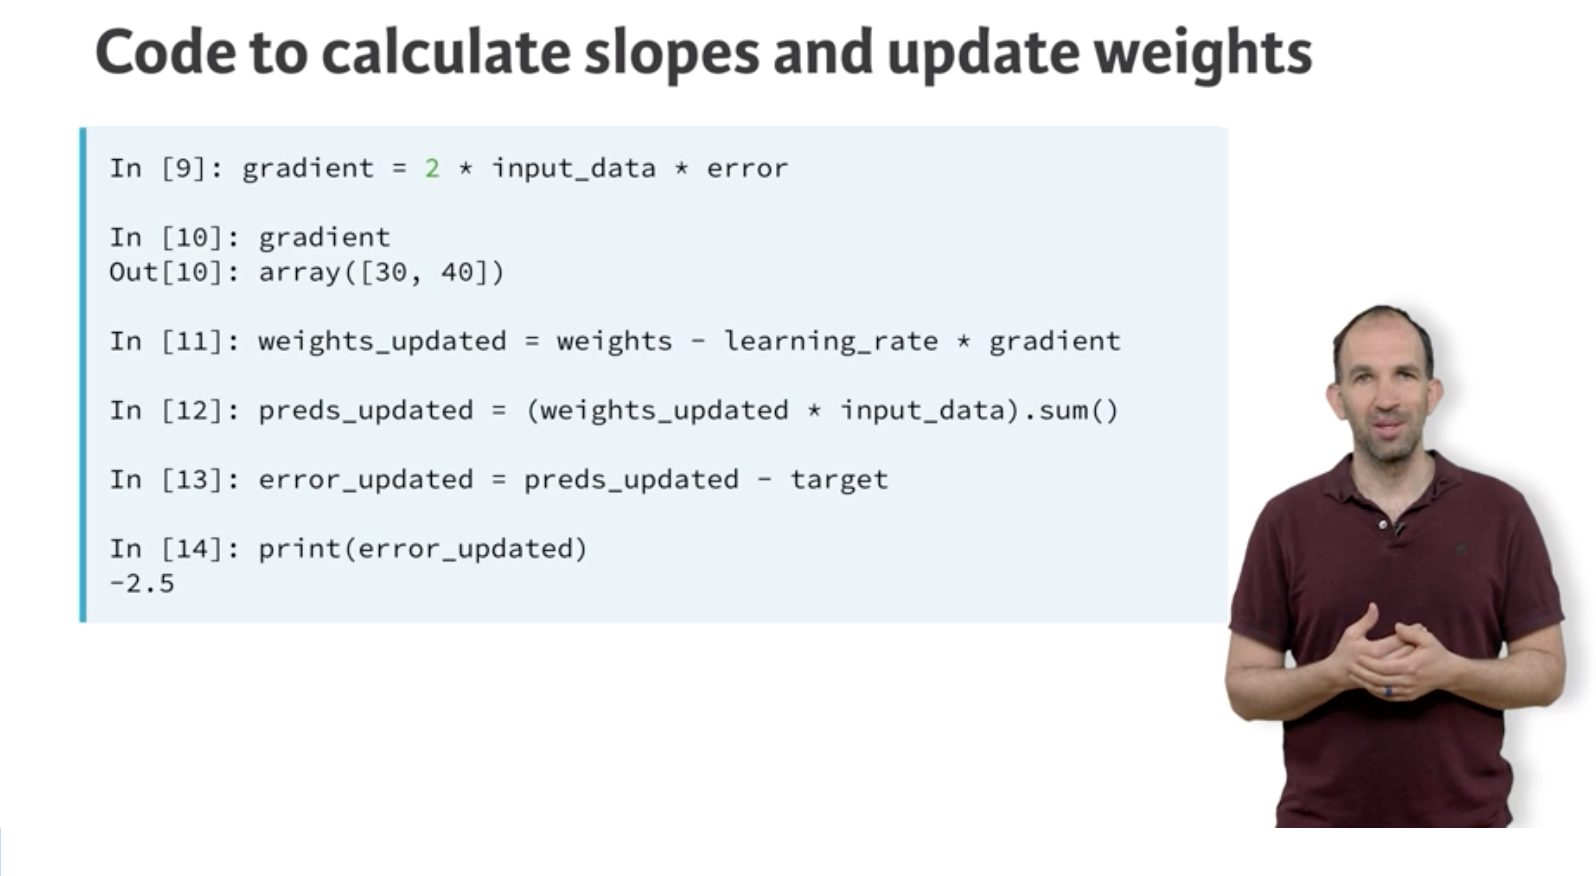 Code to calculate slopes and update weights
In [9]: gradient = 2 * input_data * error
In [10]: gradient
Out[10]: array([30, 40])
In [11]: weights_updated = weights - learning_rate * gradient
In [12]: preds_updated = (weights_updated * input_data).sum()
In [13]: error_updated = preds_updated - target
In [14]: print(error_updated)
-2.5